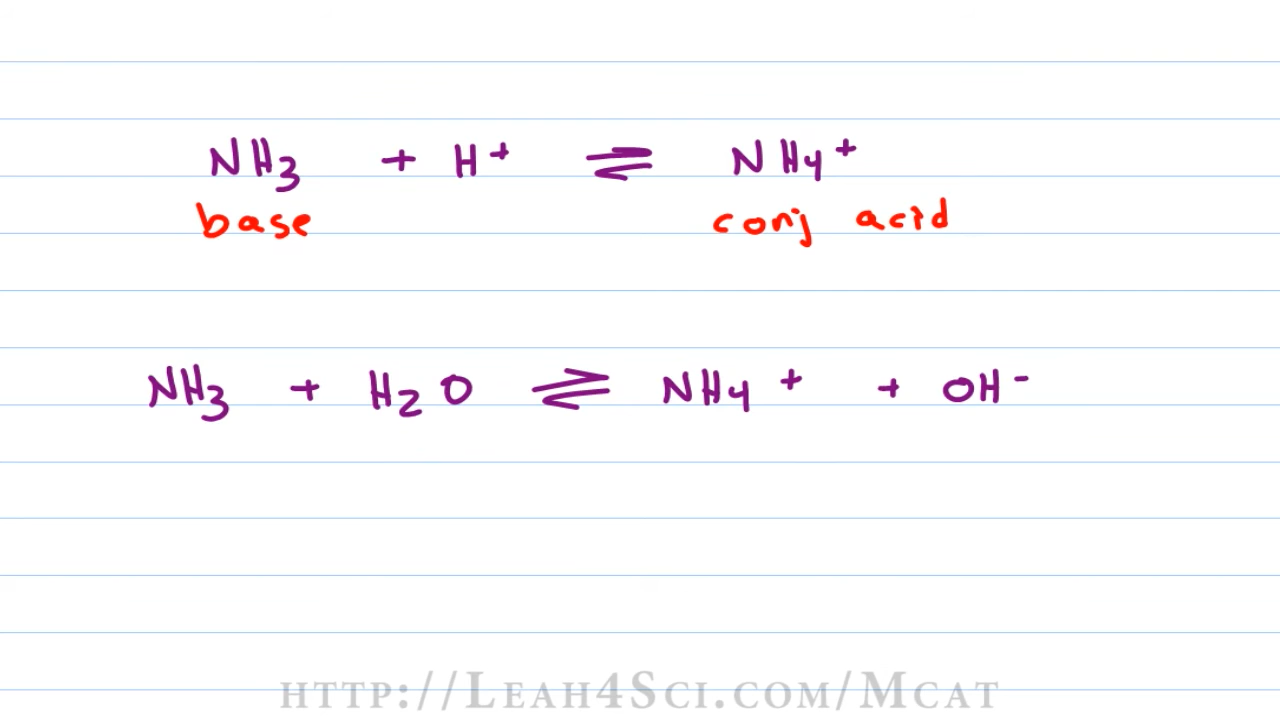 NH3 + H+ ⇌ NH4+
base conj acid
NH3 + H2O ⇌ NH4+ + OH-
HTTP://LEAH4SCI.COM/MCAT